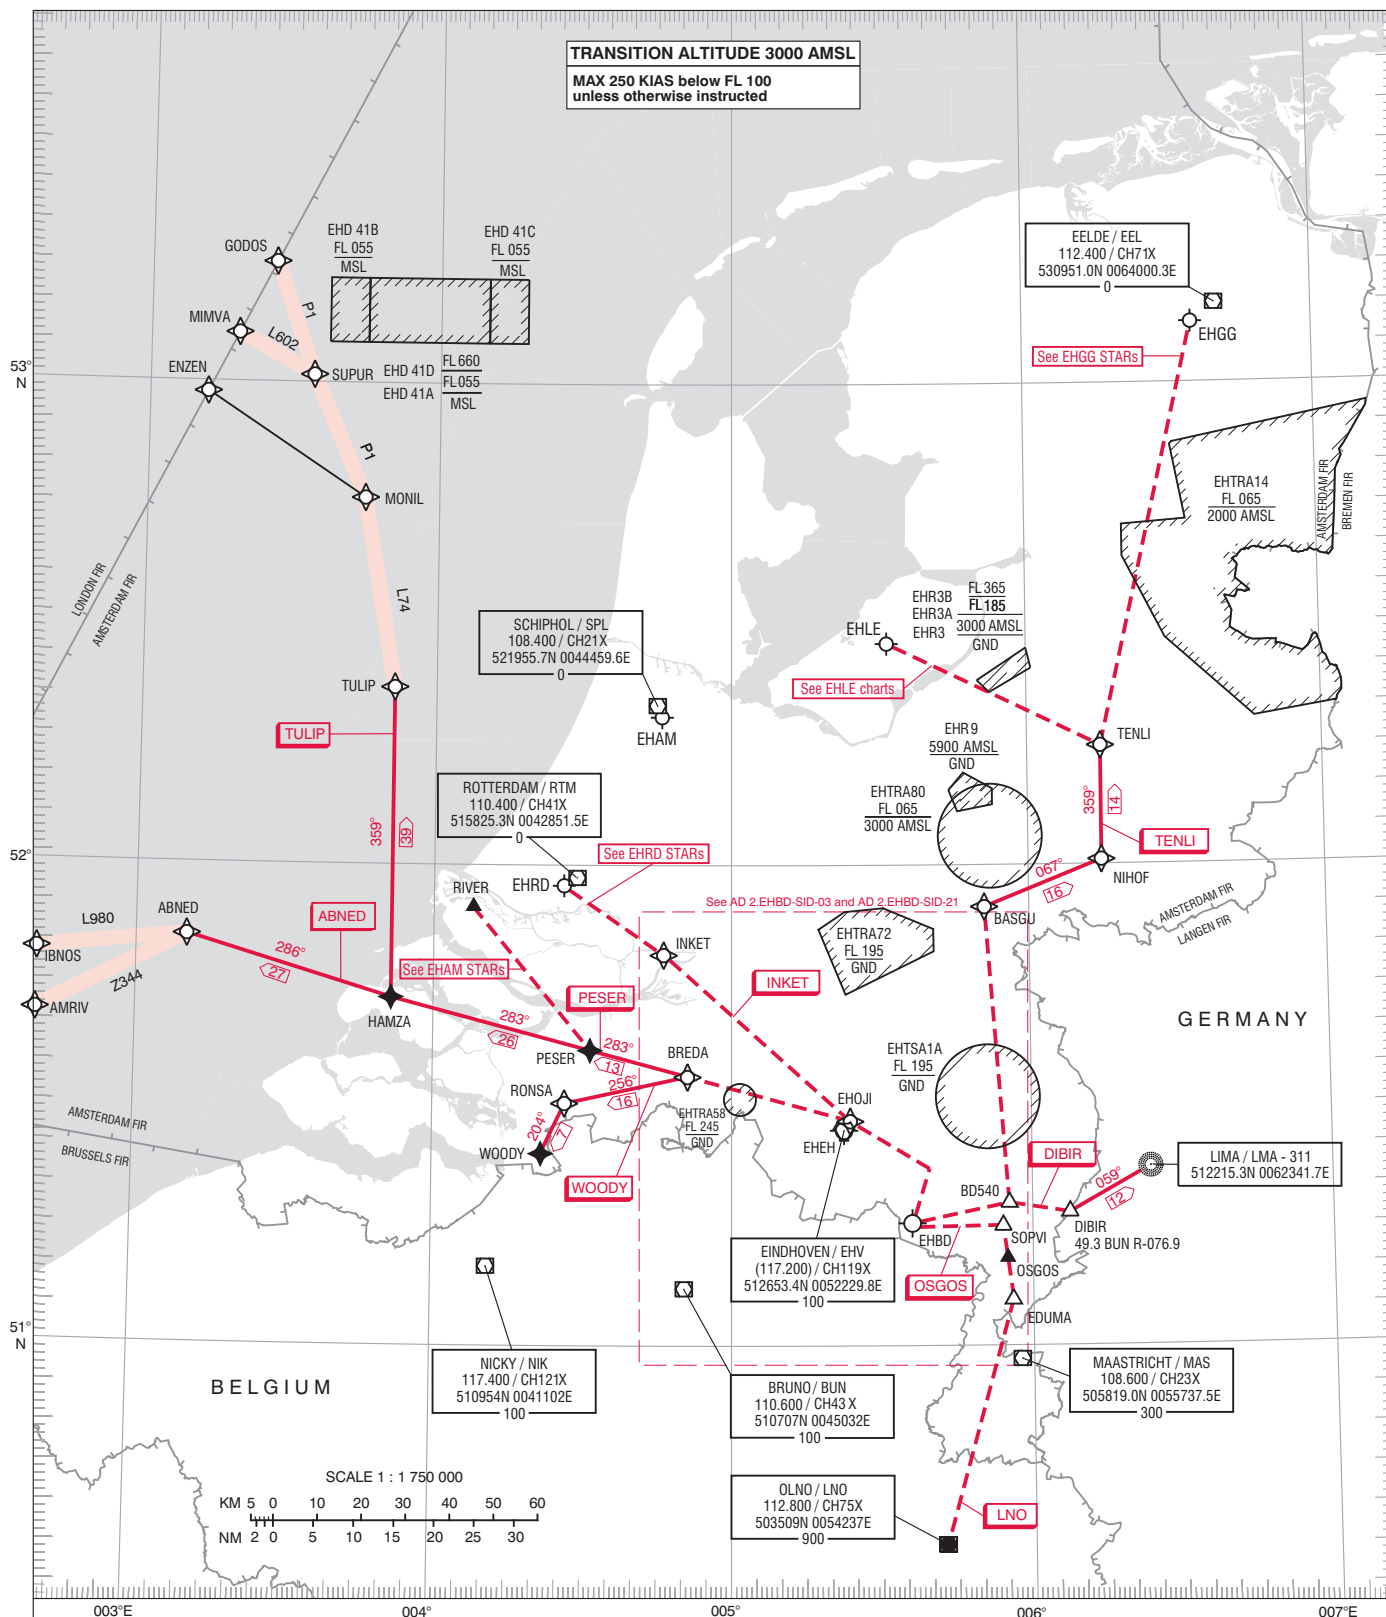 TRANSITION ALTITUDE 3000 AMSL
MAX 250 KIAS below FL 100
unless otherwise instructed
EHD 41B
FL 055
MSL
EHD 41C
FL 055
MSL
GODOS
P1
MIMVA
L602
ENZEN
SUPUR
EHD 41D
FL 660
EHD 41A
FL 055
MSL
P1
MONIL
L74
EELDE / EEL
112.400 / CH71X
530951.0N 0064000.3E
0
EHGG
See EHGG STARs
53°
N
EHTRA14
FL 065
2000 AMSL
AMSTERDAM FIR
BREMEN FIR
LONDON FIR
AMSTERDAM FIR
SCHIPHOL / SPL
108.400 / CH21X
521955.7N 0044459.6E
0
EHAM
EHR3B
FL 365
EHR3A
FL 185
EHR3
3000 AMSL
GND
EHLE
See EHLE charts
TULIP
TULIP
359°
39
TENLI
EHR 9
5900 AMSL
GND
EHTRA80
FL 065
3000 AMSL
359°
14
TENLI
NIHOF
067°
16
BASGU
AMSTERDAM FIR
LANGEN FIR
ROTTERDAM / RTM
110.400 / CH41X
515825.3N 0042851.5E
0
See EHRD STARs
EHRD
RIVER
52°
N
See AD 2.EHBD-SID-03 and AD 2.EHBD-SID-21
L980
ABNED
ABNED
IBNOS
Z344
AMRIV
286°
27
See EHAM STARs
INKET
INKET
EHTRA72
FL 195
GND
HAMZA
283°
26
PESER
PESER
283°
13
BREDA
GERMANY
EHTSA1A
FL 195
GND
RONSA
256°
16
204°
7
WOODY
WOODY
EHTRA58
FL 245
GND
EHOJI
EHEH
AMSTERDAM FIR
BRUSSELS FIR
DIBIR
059°
12
LIMA / LMA - 311
512215.3N 0062341.7E
BD540
DIBIR
49.3 BUN R-076.9
EHBD
SOPVI
OSGOS
OSGOS
EDUMA
EINDHOVEN / EHV
(117.200) / CH119X
512653.4N 0052229.8E
100
51°
N
NICKY / NIK
117.400 / CH121X
510954N 0041102E
100
BRUNO / BUN
110.600 / CH43 X
510707N 0045032E
100
MAASTRICHT / MAS
108.600 / CH23X
505819.0N 0055737.5E
300
BELGIUM
OLNO / LNO
112.800 / CH75X
503509N 0054237E
900
LNO
SCALE 1 : 1 750 000
KM 5 0 10 20 30 40 50 60
NM 2 0 5 10 15 20 25 30
003°E 004° 005° 006° 007°E